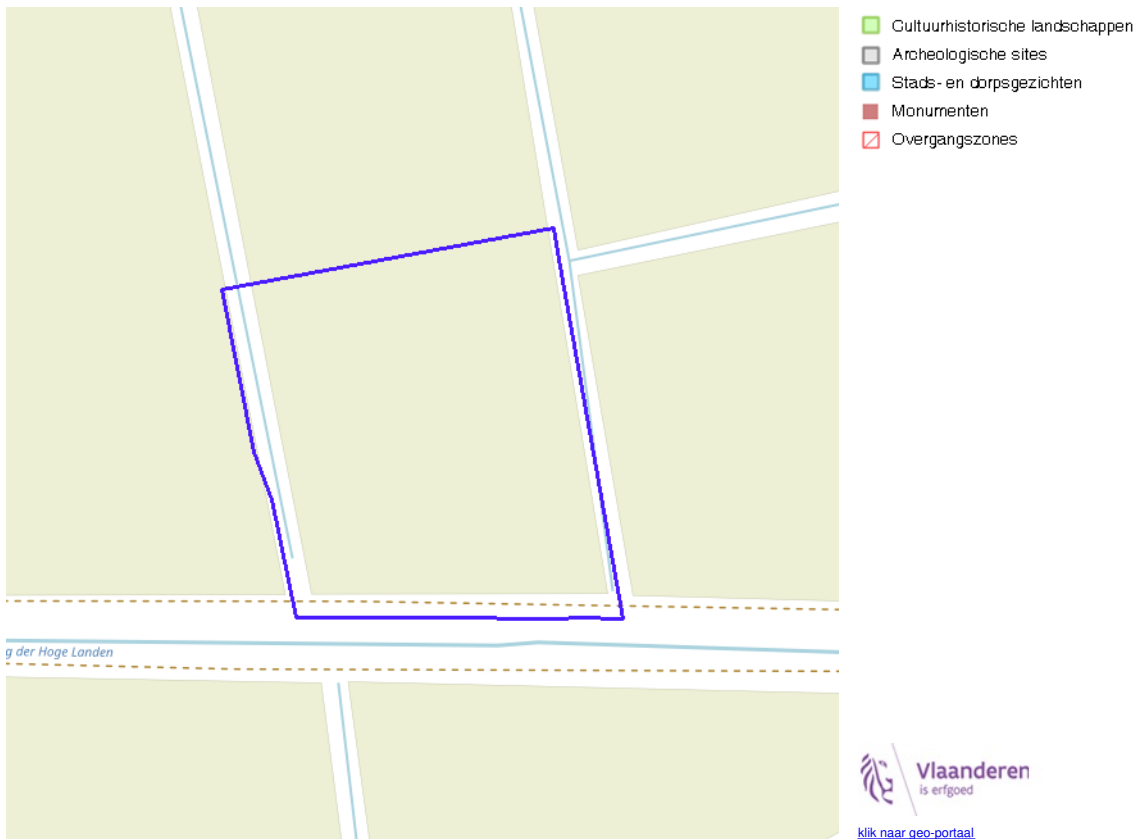 Cultuurhistorische landschappen
Archeologische sites
Stads- en dorpsgezichten
Monumenten
Overgangszones
g der Hoge Landen
Vlaanderen
is erfgoed
klik naar geo-portaal